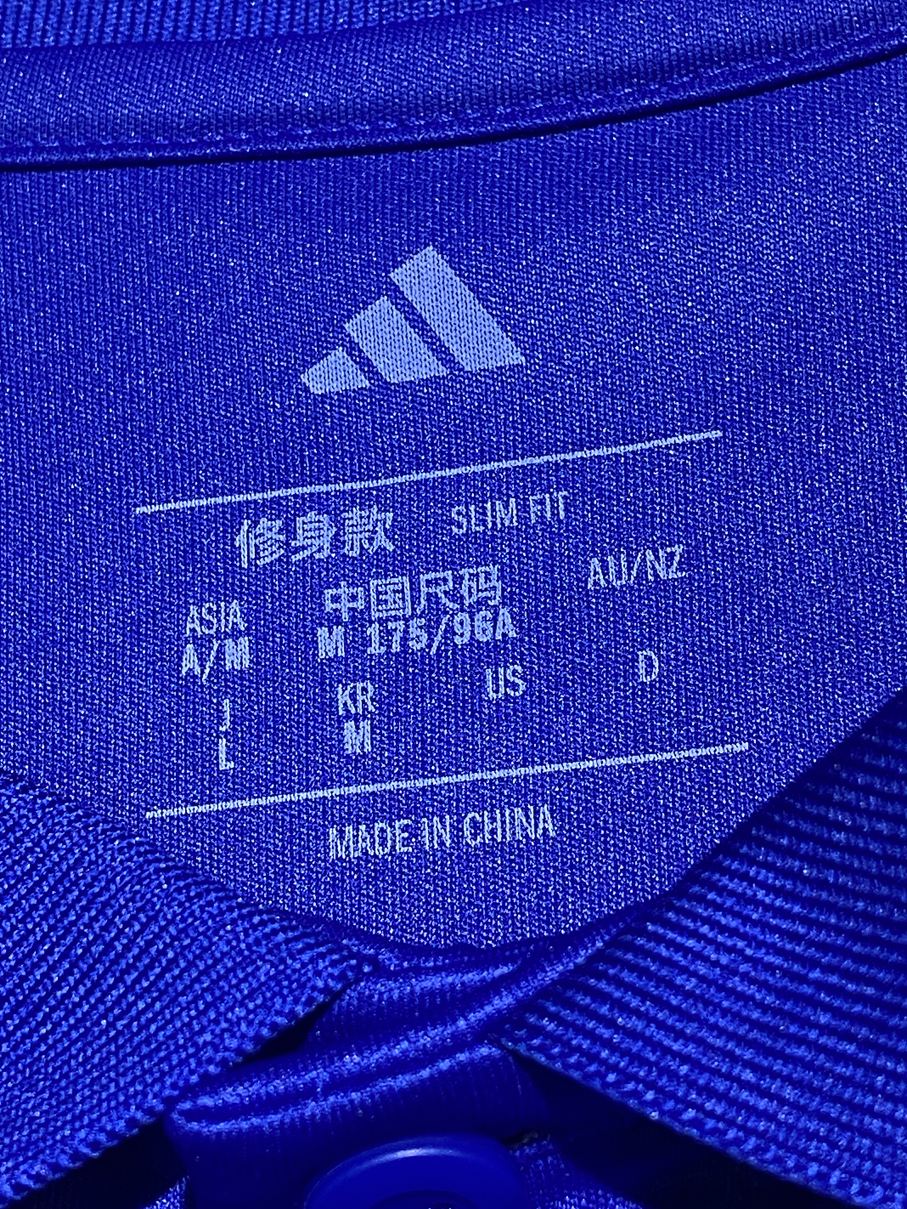 修身款 SLIM FIT
ASIA 中国尺码 AU/NZ
A/M M 175/96A
J KR US D
L M
MADE IN CHINA